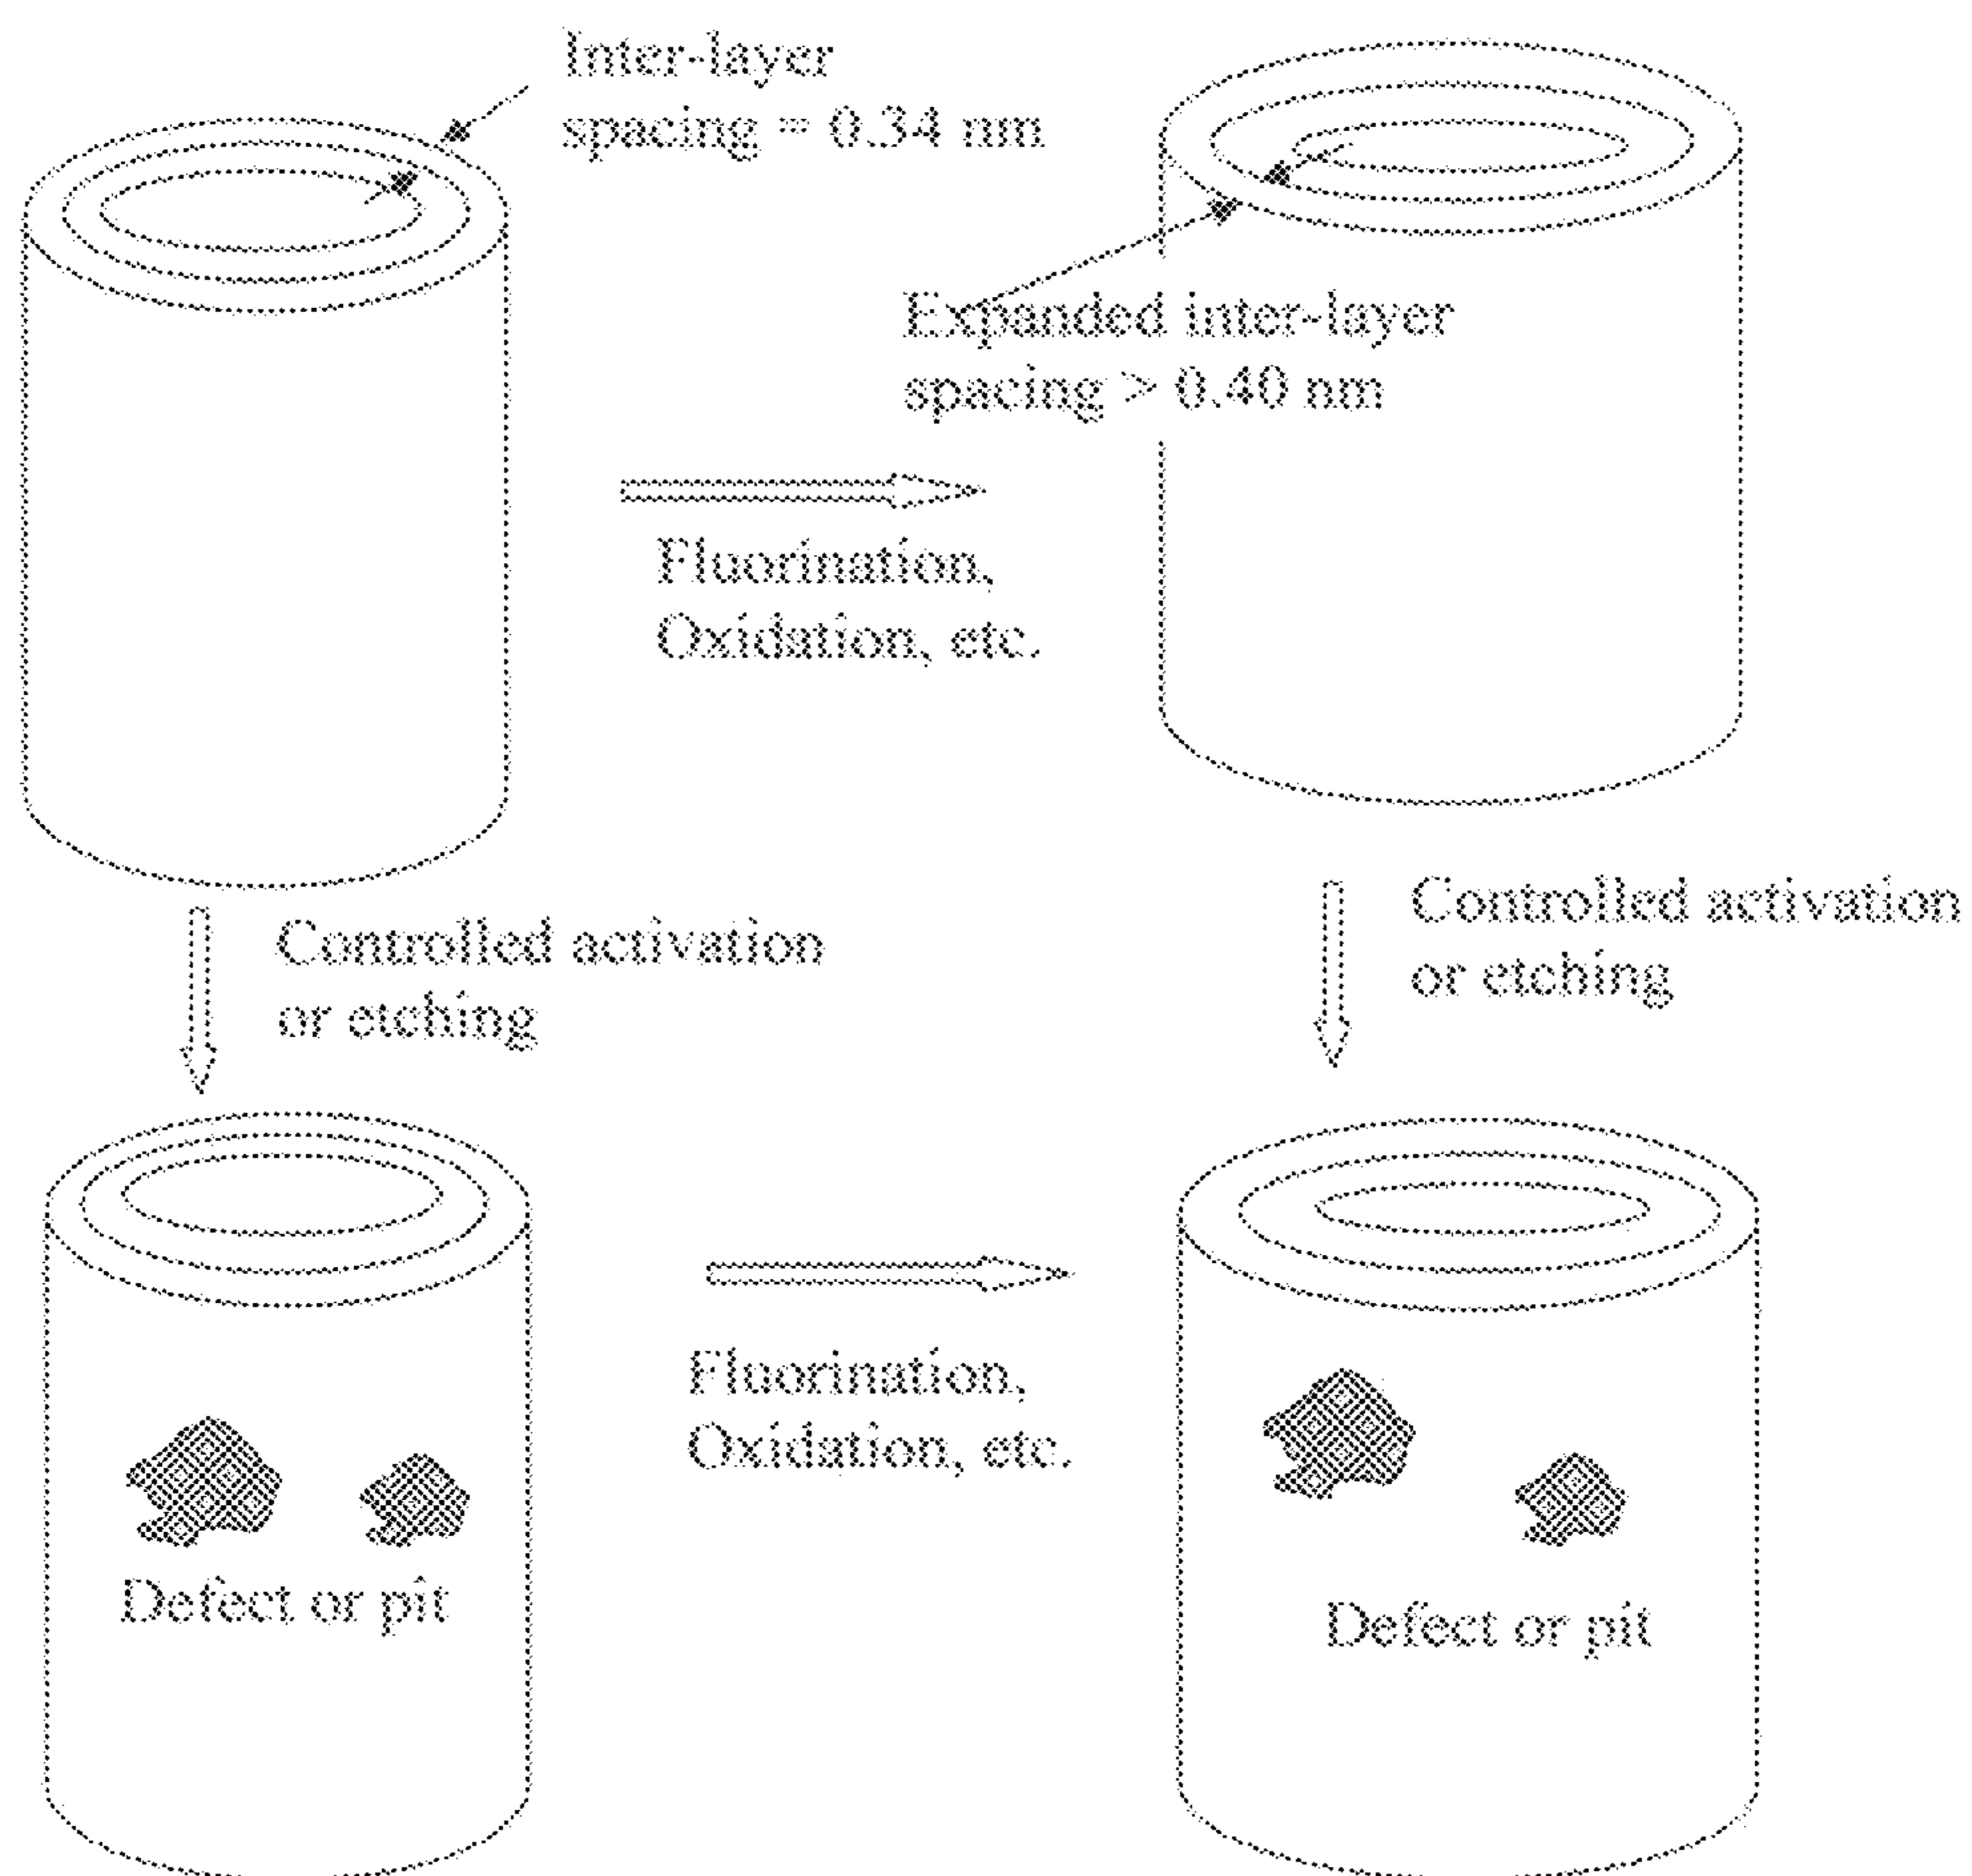 Inter-layer
spacing = 0.34 nm
Expanded inter-layer
spacing > 0.40 nm
Fluorination,
Oxidation, etc.
Controlled activation
or etching
Controlled activation
or etching
Fluorination,
Oxidation, etc.
Defect or pit
Defect or pit